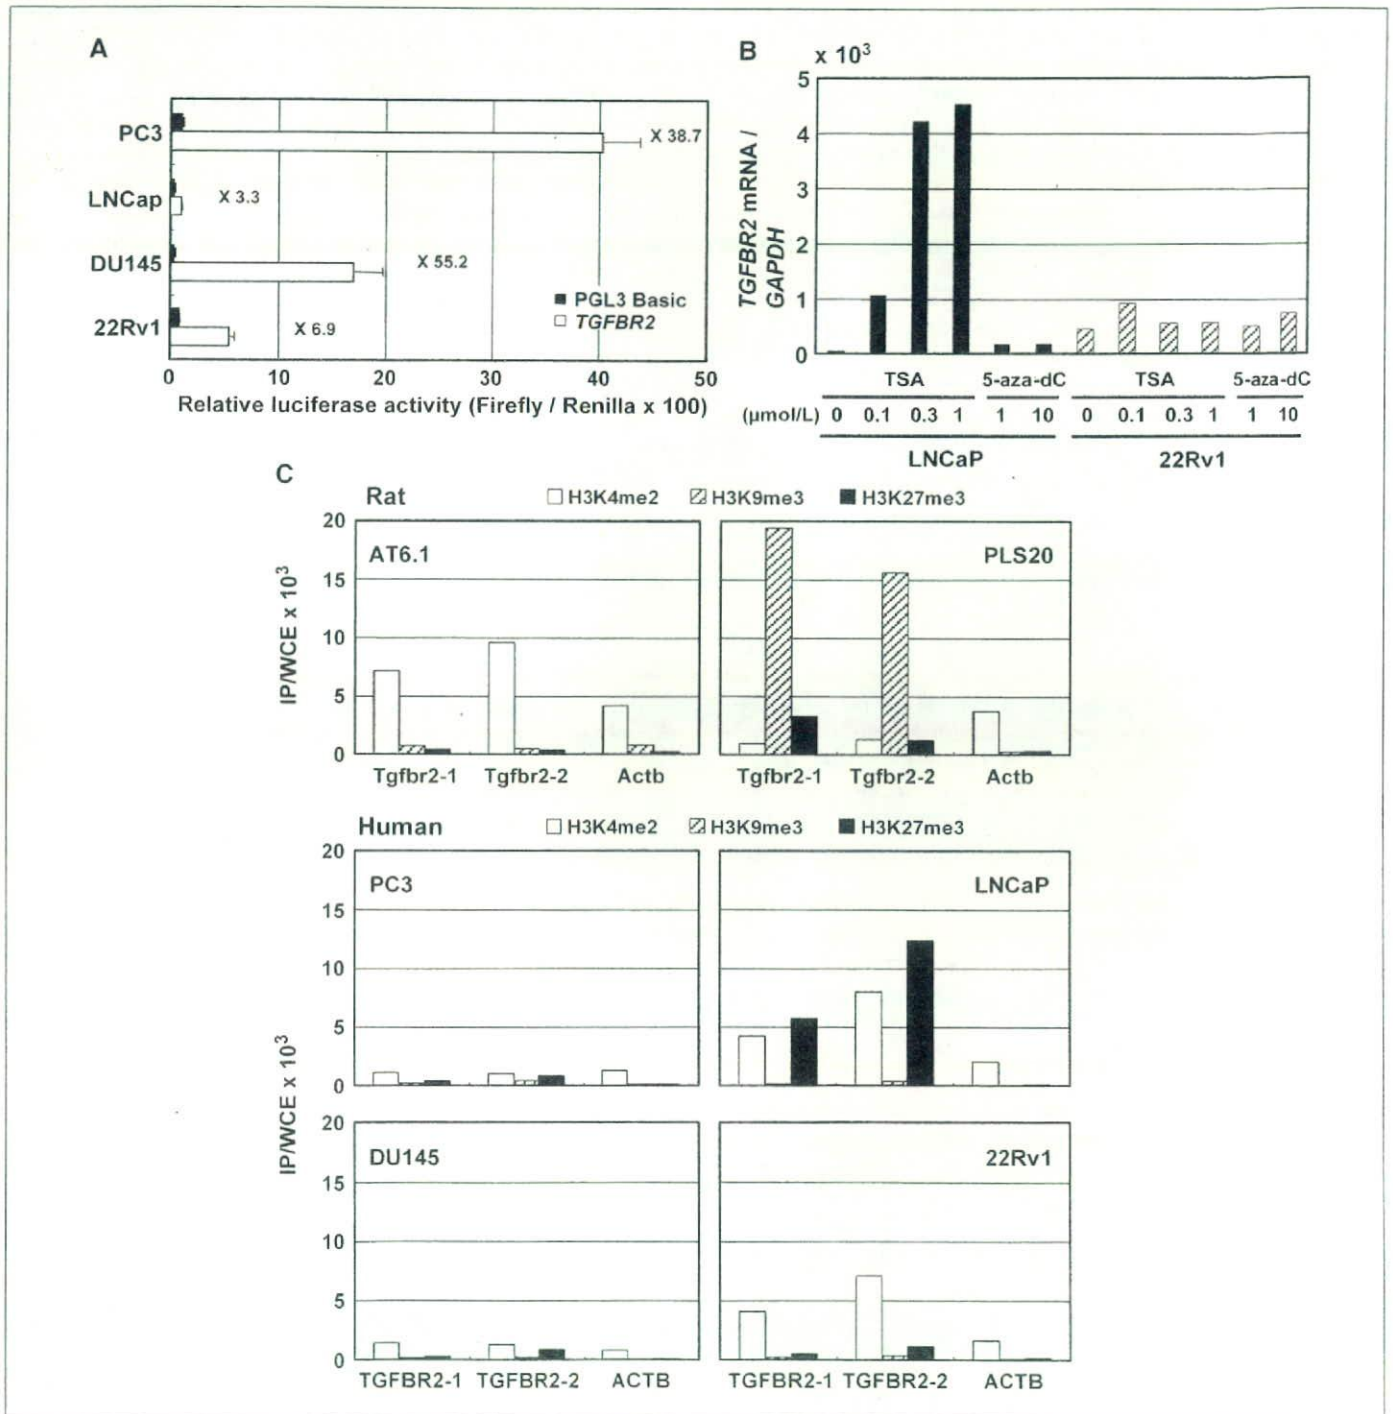 A
PC3
LNCap
DU145
22Rv1
X 38.7
X 3.3
X 55.2
X 6.9
PGL3 Basic
TGFBR2
0 10 20 30 40 50
Relative luciferase activity (Firefly / Renilla x 100)
B
x 10³
TGFBR2 mRNA /
GAPDH
5
4
3
2
1
0
TSA 5-aza-dC TSA 5-aza-dC
(μmol/L) 0 0.1 0.3 1 1 10 0 0.1 0.3 1 1 10
LNCaP 22Rv1
C
Rat H3K4me2 H3K9me3 H3K27me3
IP/WCE x 10³
20
15
10
5
0
AT6.1 PLS20
Tgfbr2-1 Tgfbr2-2 Actb Tgfbr2-1 Tgfbr2-2 Actb
Human H3K4me2 H3K9me3 H3K27me3
IP/WCE x 10³
20
15
10
5
0
PC3 LNCaP
20
15
10
5
0
DU145 22Rv1
TGFBR2-1 TGFBR2-2 ACTB TGFBR2-1 TGFBR2-2 ACTB